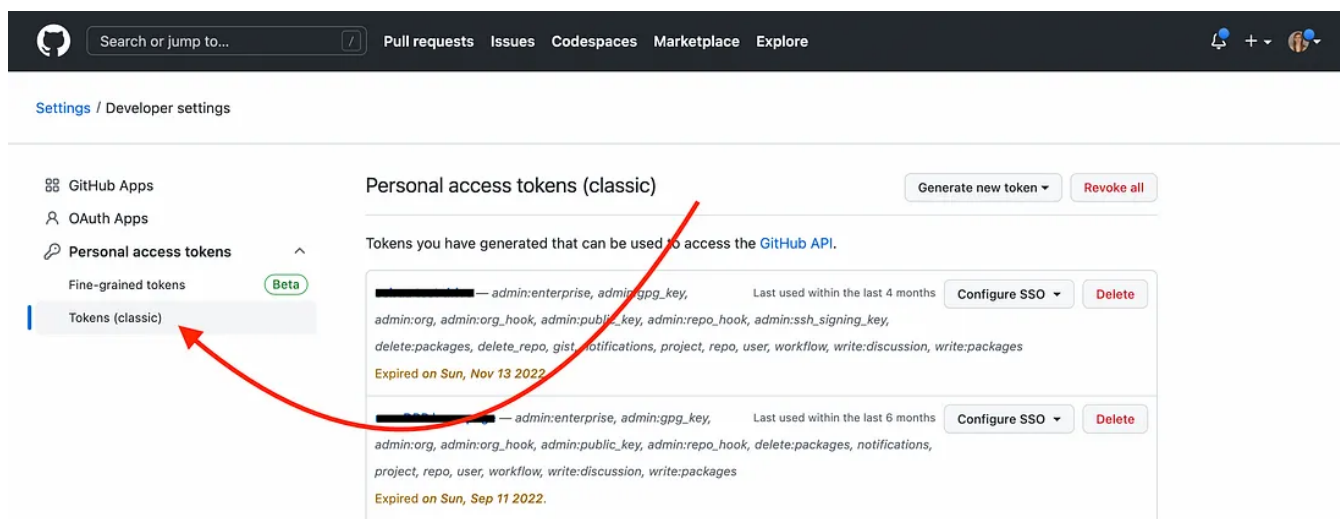 Search or jump to... / Pull requests Issues Codespaces Marketplace Explore
Settings / Developer settings
GitHub Apps
OAuth Apps
Personal access tokens
Fine-grained tokens Beta
Tokens (classic)
Personal access tokens (classic) Generate new token Revoke all
Tokens you have generated that can be used to access the GitHub API.
— admin:enterprise, admin:gpg_key, Last used within the last 4 months Configure SSO Delete
admin:org, admin:org_hook, admin:public_key, admin:repo_hook, admin:ssh_signing_key,
delete:packages, delete_repo, gist, notifications, project, repo, user, workflow, write:discussion, write:packages
Expired on Sun, Nov 13 2022
— admin:enterprise, admin:gpg_key, Last used within the last 6 months Configure SSO Delete
admin:org, admin:org_hook, admin:public_key, admin:repo_hook, delete:packages, notifications,
project, repo, user, workflow, write:discussion, write:packages
Expired on Sun, Sep 11 2022.